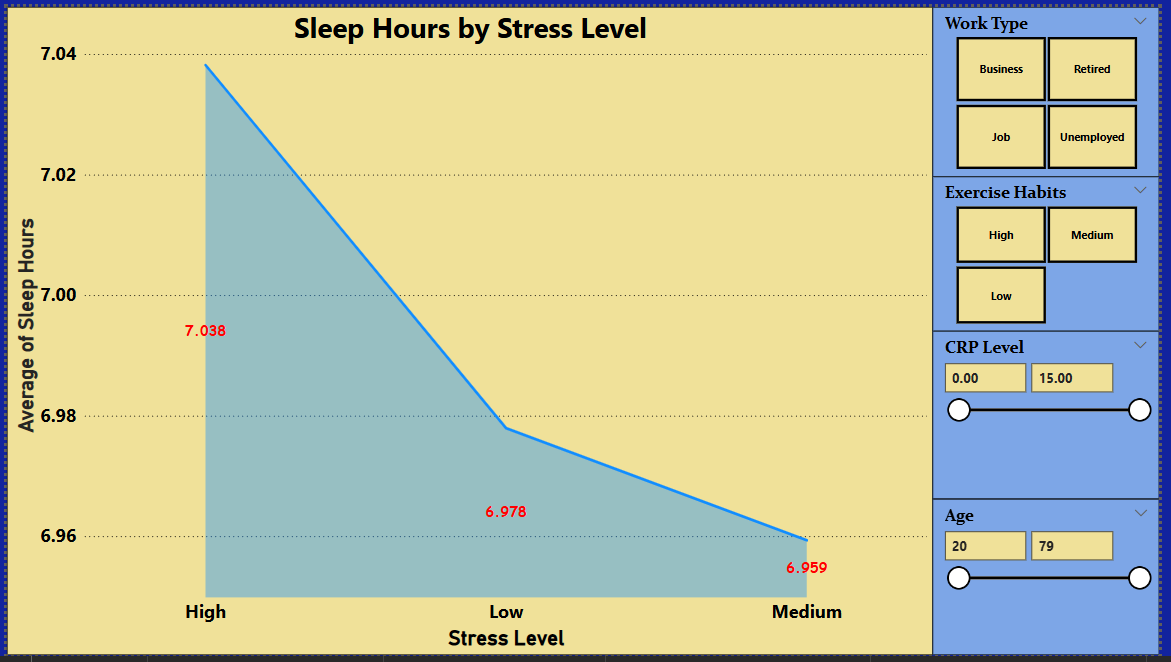 Sleep Hours by Stress Level
7.04
7.02
7.00
6.98
6.96
Average of Sleep Hours
7.038
6.978
6.959
High Low Medium
Stress Level
Work Type
Business Retired
Job Unemployed
Exercise Habits
High Medium
Low
CRP Level
0.00 15.00
Age
20 79